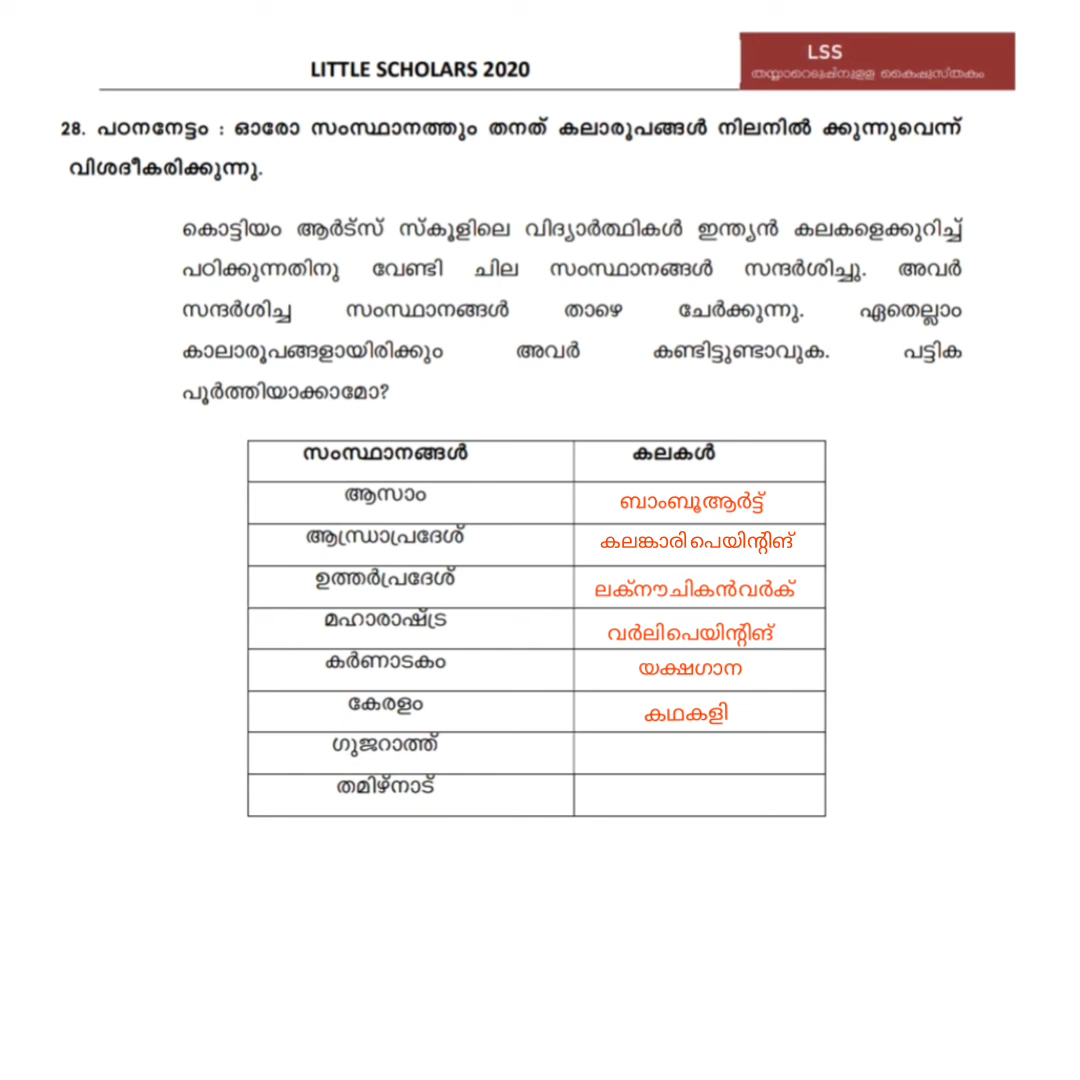 LITTLE SCHOLARS 2020
LSS
തയ്യാറെടുപ്പിനുള്ള കൈപ്പുസ്തകം
28. പഠനനേട്ടം : ഓരോ സംസ്ഥാനത്തും തനത് കലാരൂപങ്ങൾ നിലനിൽ ക്കുന്നുവെന്ന്
വിശദീകരിക്കുന്നു.
കൊട്ടിയം ആർട്സ് സ്കൂളിലെ വിദ്യാർത്ഥികൾ ഇന്ത്യൻ കലകളെക്കുറിച്ച്
പഠിക്കുന്നതിനു വേണ്ടി ചില സംസ്ഥാനങ്ങൾ സന്ദർശിച്ചു. അവർ
സന്ദർശിച്ച സംസ്ഥാനങ്ങൾ താഴെ ചേർക്കുന്നു. ഏതെല്ലാം
കാലാരൂപങ്ങളായിരിക്കും അവർ കണ്ടിട്ടുണ്ടാവുക. പട്ടിക
പൂർത്തിയാക്കാമോ?
സംസ്ഥാനങ്ങൾ കലകൾ
ആസാം ബാംബൂആർട്ട്
ആന്ധ്രാപ്രദേശ് കലങ്കാരി പെയിന്റിങ്
ഉത്തർപ്രദേശ് ലക്നൗചികൻവർക്
മഹാരാഷ്ട്ര വർലിപെയിന്റിങ്
കർണാടകം യക്ഷഗാന
കേരളം കഥകളി
ഗുജറാത്ത്
തമിഴ്നാട്